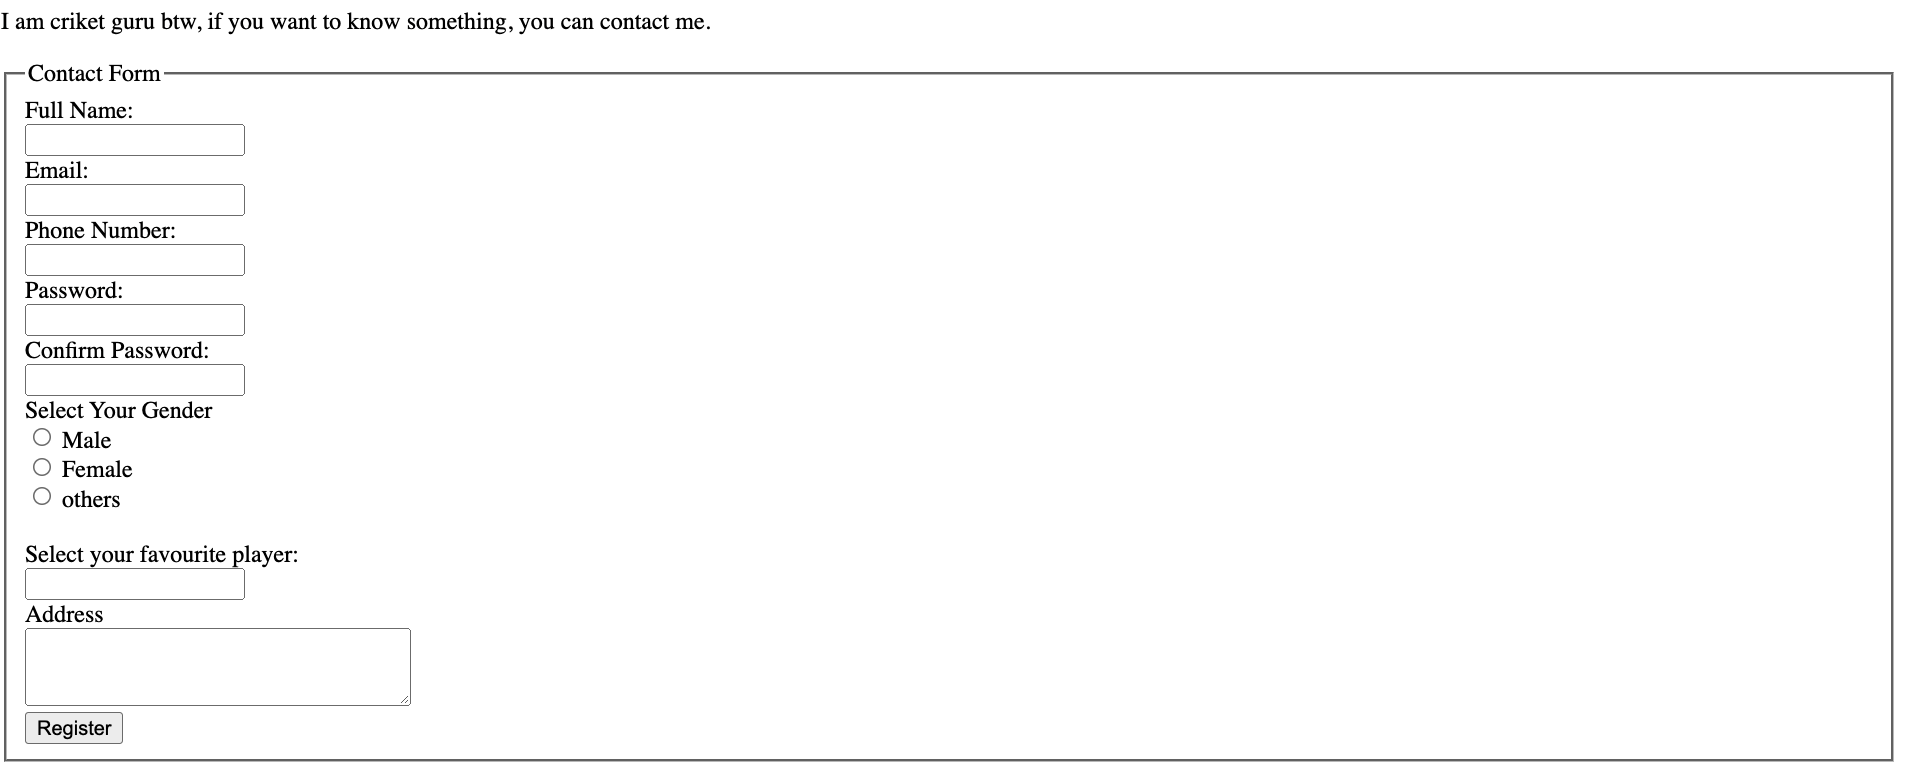 I am criket guru btw, if you want to know something, you can contact me.
Contact Form
Full Name:
Email:
Phone Number:
Password:
Confirm Password:
Select Your Gender
Male
Female
others
Select your favourite player:
Address
Register